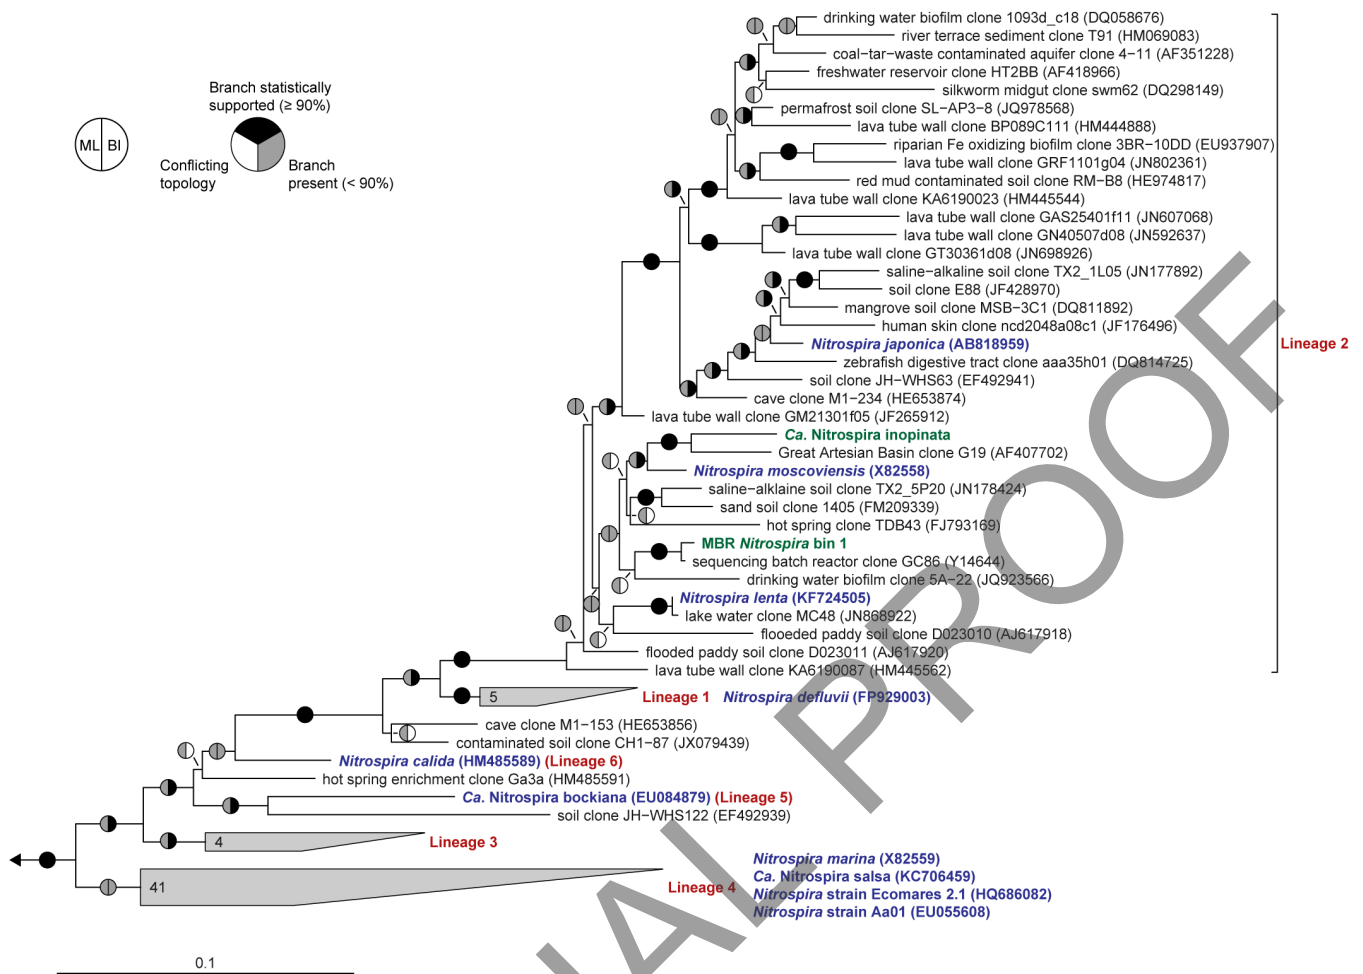 drinking water biofilm clone 1093d_c18 (DQ058676)
river terrace sediment clone T91 (HM069083)
coal−tar−waste contaminated aquifer clone 4−11 (AF351228)
freshwater reservoir clone HT2BB (AF418966)
silkworm midgut clone swm62 (DQ298149)
permafrost soil clone SL−AP3−8 (JQ978568)
lava tube wall clone BP089C111 (HM444888)
riparian Fe oxidizing biofilm clone 3BR−10DD (EU937907)
lava tube wall clone GRF1101g04 (JN802361)
red mud contaminated soil clone RM−B8 (HE974817)
lava tube wall clone KA6190023 (HM445544)
lava tube wall clone GAS25401f11 (JN607068)
lava tube wall clone GN40507d08 (JN592637)
lava tube wall clone GT30361d08 (JN698926)
saline−alkaline soil clone TX2_1L05 (JN177892)
soil clone E88 (JF428970)
mangrove soil clone MSB−3C1 (DQ811892)
human skin clone ncd2048a08c1 (JF176496)
Nitrospira japonica (AB818959)
zebrafish digestive tract clone aaa35h01 (DQ814725)
soil clone JH−WHS63 (EF492941)
cave clone M1−234 (HE653874)
lava tube wall clone GM21301f05 (JF265912)
Ca. Nitrospira inopinata
Great Artesian Basin clone G19 (AF407702)
Nitrospira moscoviensis (X82558)
saline−alklaine soil clone TX2_5P20 (JN178424)
sand soil clone 1405 (FM209339)
hot spring clone TDB43 (FJ793169)
MBR Nitrospira bin 1
sequencing batch reactor clone GC86 (Y14644)
drinking water biofilm clone 5A−22 (JQ923566)
Nitrospira lenta (KF724505)
lake water clone MC48 (JN868922)
flooeded paddy soil clone D023010 (AJ617918)
flooded paddy soil clone D023011 (AJ617920)
lava tube wall clone KA6190087 (HM445562)
Lineage 2
5
Lineage 1 Nitrospira defluvii (FP929003)
cave clone M1−153 (HE653856)
contaminated soil clone CH1−87 (JX079439)
Nitrospira calida (HM485589) (Lineage 6)
hot spring enrichment clone Ga3a (HM485591)
Ca. Nitrospira bockiana (EU084879) (Lineage 5)
soil clone JH−WHS122 (EF492939)
4
Lineage 3
41
Lineage 4
Nitrospira marina (X82559)
Ca. Nitrospira salsa (KC706459)
Nitrospira strain Ecomares 2.1 (HQ686082)
Nitrospira strain Aa01 (EU055608)
ML BI
Branch statistically
supported (≥ 90%)
Conflicting
topology
Branch
present (< 90%)
0.1
NAL PROOF